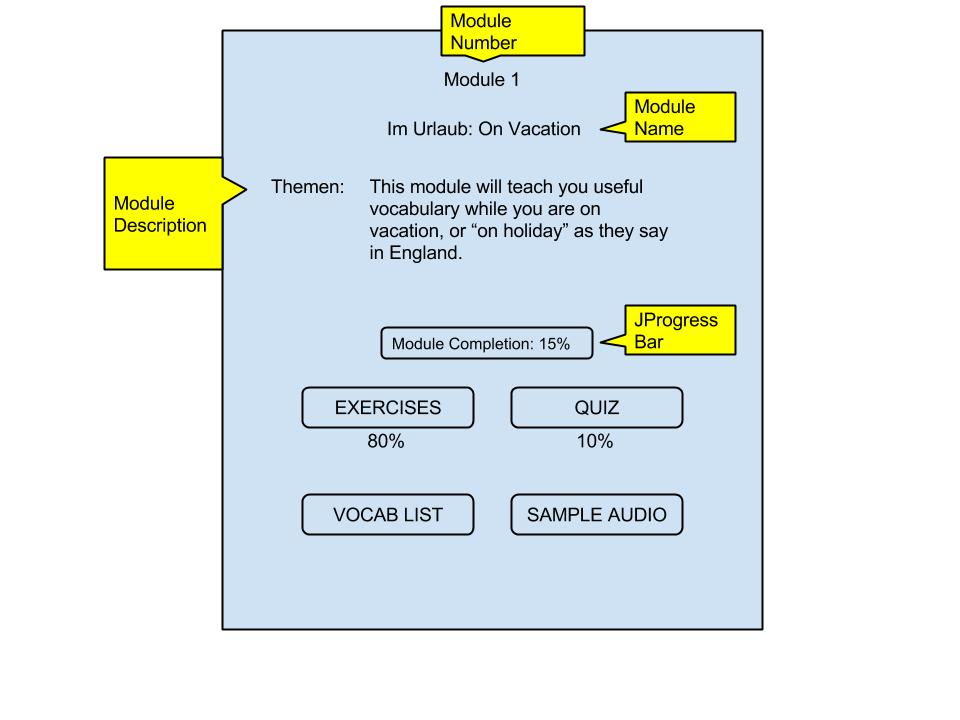 Module
Number
Module 1
Module
Name
Im Urlaub: On Vacation
Module
Description
Themen: This module will teach you useful
vocabulary while you are on
vacation, or “on holiday” as they say
in England.
JProgress
Bar
Module Completion: 15%
EXERCISES QUIZ
80% 10%
VOCAB LIST SAMPLE AUDIO